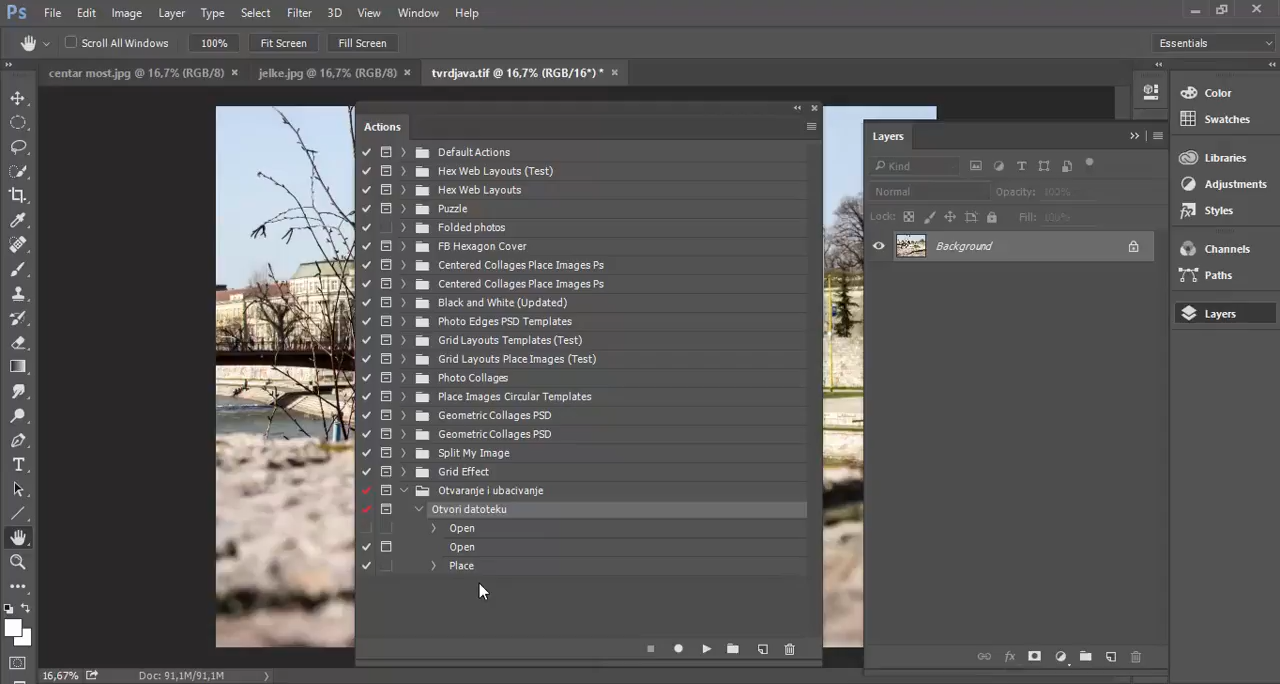 Ps File Edit Image Layer Type Select Filter 3D View Window Help
Scroll All Windows 100% Fit Screen Fill Screen Essentials
centar most.jpg @ 16,7% (RGB/8) × jelke.jpg @ 16,7% (RGB/8) × tvrdjava.tif @ 16,7% (RGB/16*) * ×
Actions
Default Actions
Hex Web Layouts (Test)
Hex Web Layouts
Puzzle
Folded photos
FB Hexagon Cover
Centered Collages Place Images Ps
Centered Collages Place Images Ps
Black and White (Updated)
Photo Edges PSD Templates
Grid Layouts Templates (Test)
Grid Layouts Place Images (Test)
Photo Collages
Place Images Circular Templates
Geometric Collages PSD
Geometric Collages PSD
Split My Image
Grid Effect
Otvaranje i ubacivanje
Otvori datoteku
Open
Open
Place
Layers
Kind
Normal Opacity: 100%
Lock: Fill: 100%
Background
Color
Swatches
Libraries
Adjustments
Styles
Channels
Paths
Layers
16,67% Doc: 91,1M/91,1M